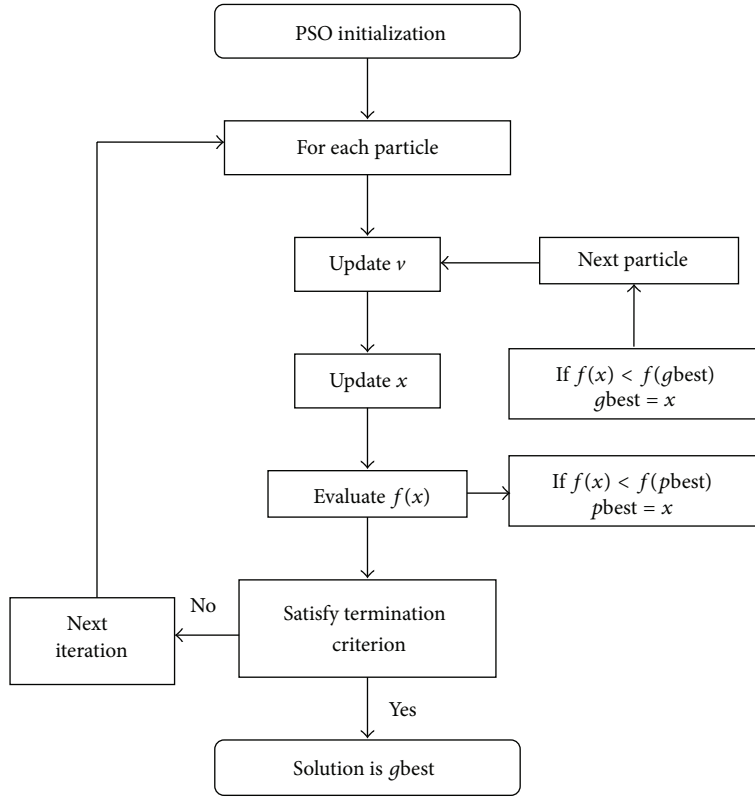 PSO initialization
For each particle
Update v
Next particle
Update x
If f(x) < f(gbest)
gbest = x
Evaluate f(x)
If f(x) < f(pbest)
pbest = x
No
Next
iteration
Satisfy termination
criterion
Yes
Solution is gbest